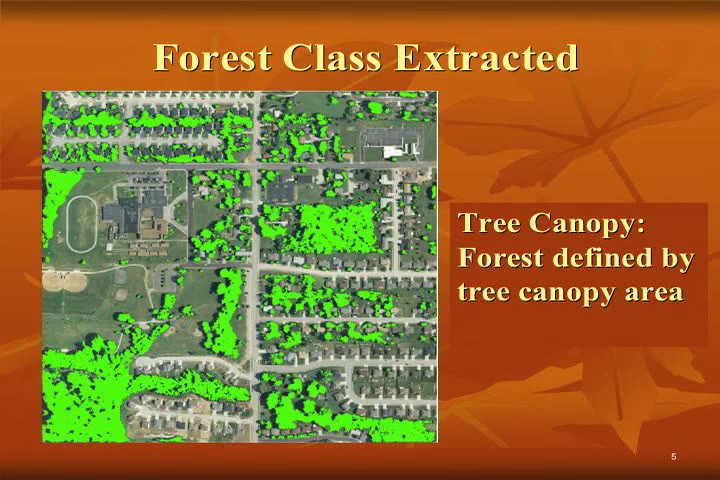 Forest Class Extracted
Tree Canopy:
Forest defined by
tree canopy area
5